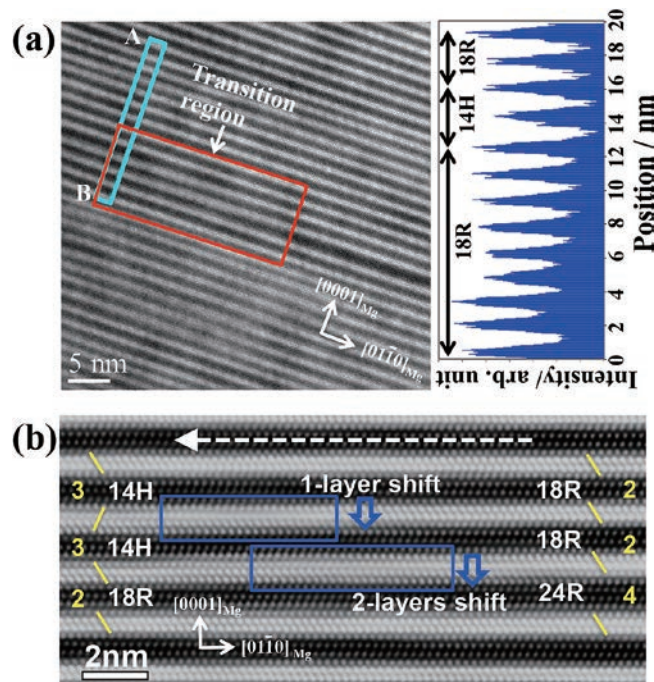 (a)
A
Transition
region
B
[0001]Mg
[01̄10]Mg
5 nm
18R
14H
18R
0 2 4 6 8 10 12 14 16 18 20
Position / nm
Intensity/ arb. unit
(b)
3 14H
1-layer shift
18R 2
3 14H
18R 2
2 18R
2-layers shift
24R 4
[0001]Mg
[011̄0]Mg
2nm